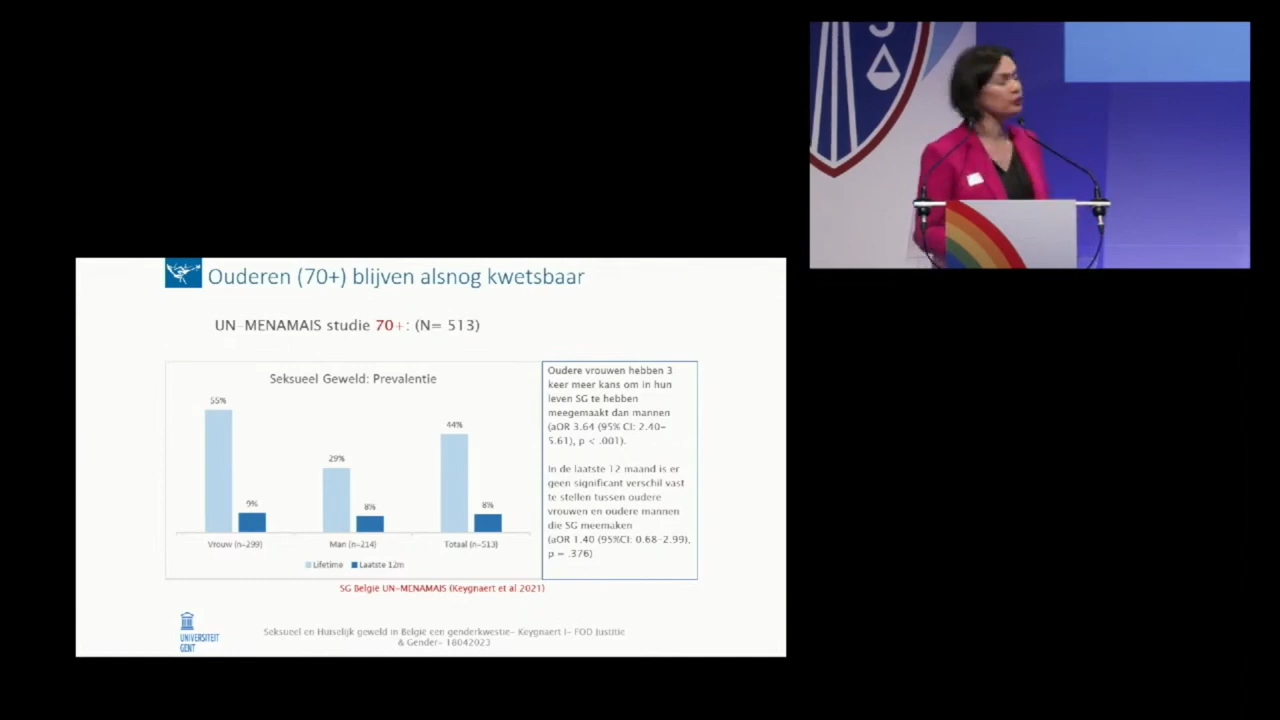 Ouderen (70+) blijven alsnog kwetsbaar
UN-MENAMAIS studie 70+: (N= 513)
Seksueel Geweld: Prevalentie
55%
9%
29%
8%
44%
8%
Vrouw (n=299)
Man (n=214)
Totaal (n=513)
Lifetime
Laatste 12m
Oudere vrouwen hebben 3
keer meer kans om in hun
leven SG te hebben
meegemaakt dan mannen
(aOR 3.64 (95% CI: 2.40-
5.61), p < .001).
In de laatste 12 maand is er
geen significant verschil vast
te stellen tussen oudere
vrouwen en oudere mannen
die SG meemaken
(aOR 1.40 (95%CI: 0.68-2.99),
p = .376)
SG België UN-MENAMAIS (Keygnaert et al 2021)
UNIVERSITEIT
GENT
Seksueel en Huiselijk geweld in België een genderkwestie- Keygnaert I- FOD Justitie
& Gender- 18042023